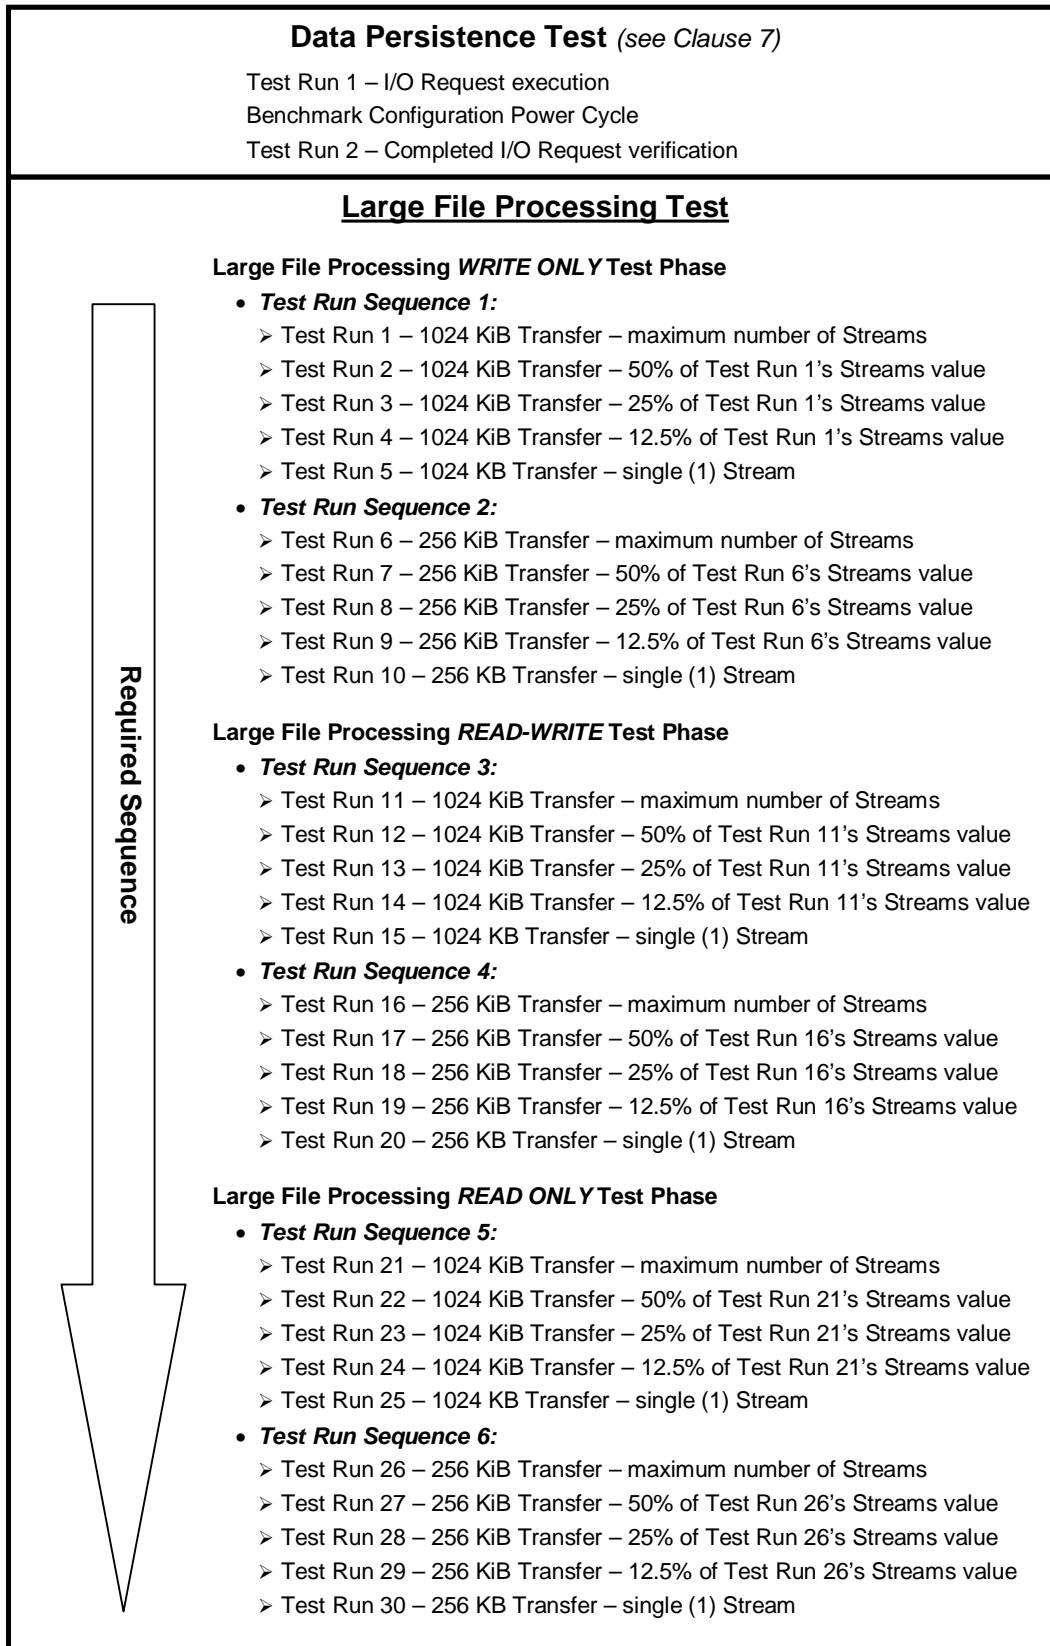 Data Persistence Test (see Clause 7)
Test Run 1 – I/O Request execution
Benchmark Configuration Power Cycle
Test Run 2 – Completed I/O Request verification
Large File Processing Test
Required Sequence
Large File Processing WRITE ONLY Test Phase
• Test Run Sequence 1:
➢ Test Run 1 – 1024 KiB Transfer – maximum number of Streams
➢ Test Run 2 – 1024 KiB Transfer – 50% of Test Run 1’s Streams value
➢ Test Run 3 – 1024 KiB Transfer – 25% of Test Run 1’s Streams value
➢ Test Run 4 – 1024 KiB Transfer – 12.5% of Test Run 1’s Streams value
➢ Test Run 5 – 1024 KB Transfer – single (1) Stream
• Test Run Sequence 2:
➢ Test Run 6 – 256 KiB Transfer – maximum number of Streams
➢ Test Run 7 – 256 KiB Transfer – 50% of Test Run 6’s Streams value
➢ Test Run 8 – 256 KiB Transfer – 25% of Test Run 6’s Streams value
➢ Test Run 9 – 256 KiB Transfer – 12.5% of Test Run 6’s Streams value
➢ Test Run 10 – 256 KB Transfer – single (1) Stream
Large File Processing READ-WRITE Test Phase
• Test Run Sequence 3:
➢ Test Run 11 – 1024 KiB Transfer – maximum number of Streams
➢ Test Run 12 – 1024 KiB Transfer – 50% of Test Run 11’s Streams value
➢ Test Run 13 – 1024 KiB Transfer – 25% of Test Run 11’s Streams value
➢ Test Run 14 – 1024 KiB Transfer – 12.5% of Test Run 11’s Streams value
➢ Test Run 15 – 1024 KB Transfer – single (1) Stream
• Test Run Sequence 4:
➢ Test Run 16 – 256 KiB Transfer – maximum number of Streams
➢ Test Run 17 – 256 KiB Transfer – 50% of Test Run 16’s Streams value
➢ Test Run 18 – 256 KiB Transfer – 25% of Test Run 16’s Streams value
➢ Test Run 19 – 256 KiB Transfer – 12.5% of Test Run 16’s Streams value
➢ Test Run 20 – 256 KB Transfer – single (1) Stream
Large File Processing READ ONLY Test Phase
• Test Run Sequence 5:
➢ Test Run 21 – 1024 KiB Transfer – maximum number of Streams
➢ Test Run 22 – 1024 KiB Transfer – 50% of Test Run 21’s Streams value
➢ Test Run 23 – 1024 KiB Transfer – 25% of Test Run 21’s Streams value
➢ Test Run 24 – 1024 KiB Transfer – 12.5% of Test Run 21’s Streams value
➢ Test Run 25 – 1024 KB Transfer – single (1) Stream
• Test Run Sequence 6:
➢ Test Run 26 – 256 KiB Transfer – maximum number of Streams
➢ Test Run 27 – 256 KiB Transfer – 50% of Test Run 26’s Streams value
➢ Test Run 28 – 256 KiB Transfer – 25% of Test Run 26’s Streams value
➢ Test Run 29 – 256 KiB Transfer – 12.5% of Test Run 26’s Streams value
➢ Test Run 30 – 256 KB Transfer – single (1) Stream